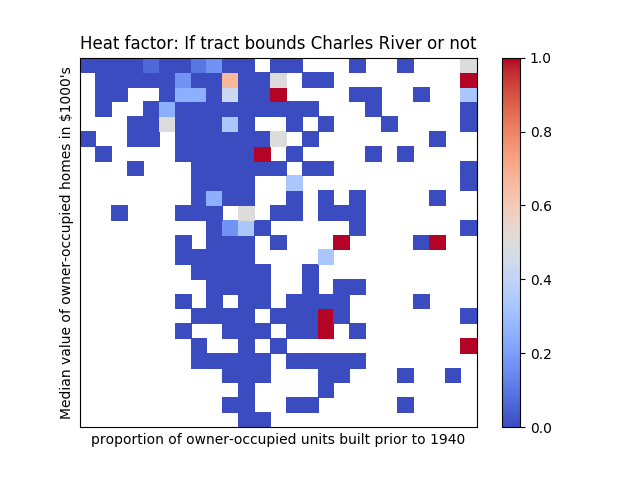 Heat factor: If tract bounds Charles River or not
Median value of owner-occupied homes in $1000's
proportion of owner-occupied units built prior to 1940
1.0
0.8
0.6
0.4
0.2
0.0